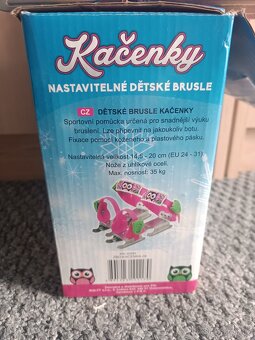 Kačenky
NASTAVITELNÉ DĚTSKÉ BRUSLE
CZ DĚTSKÉ BRUSLE KAČENKY
Sportovní pomůcka určená pro snadnější výuku
bruslení. Lze připevnit na jakoukoliv botu.
Fixace pomocí koženého a plastového pásku.
Nastavitelná velikost 14,5 - 20 cm (EU 24 - 31)
Nože z uhlíkové oceli.
Max. nosnost: 35 kg